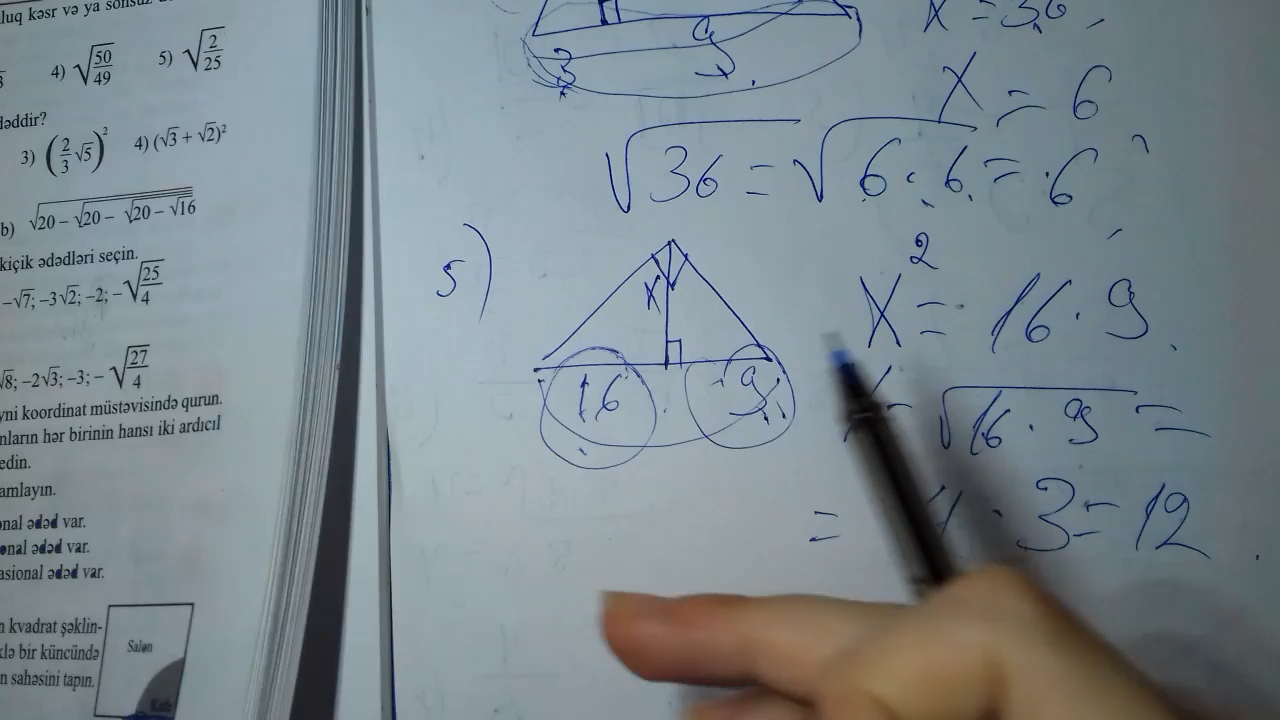 luq kəsr və ya
4) √50/49 5) √2/25
3) (2/3 √5)² 4) (√3 + √2)²
b) √20 – √20 – √20 – √16
kiçik ədədləri seçin.
–√7; –3√2; –2; –√25/4
√8; –2√3; –3; –√27/4
yni koordinat müstəvisində qurun.
nların hər birinin hansı iki ardıcıl
edin.
amlayın.
onal ədəd var.
onal ədəd var.
asional ədəd var.
n kvadrat şəklin-
klə bir küncündə
n sahəsini tapın.
Salon
3 9
x = 6
√36 = √6·6 = 6
5)
x
16 9
x² = 16·9
= √16·9 =
= 4·3 = 12